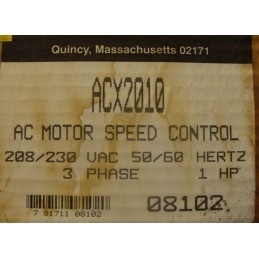 Quincy, Massachusetts 02171
ACX2010
AC MOTOR SPEED CONTROL
208/230 VAC 50/60 HERTZ
3 PHASE 1 HP
08102
7 81711 08102